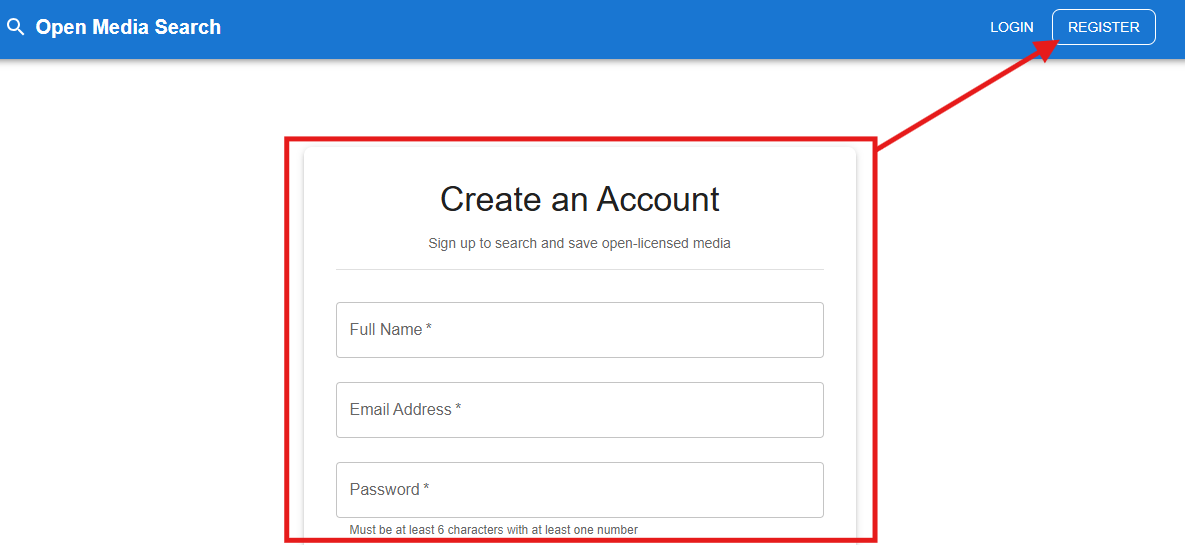 Open Media Search
LOGIN
REGISTER
Create an Account
Sign up to search and save open-licensed media
Full Name *
Email Address *
Password *
Must be at least 6 characters with at least one number